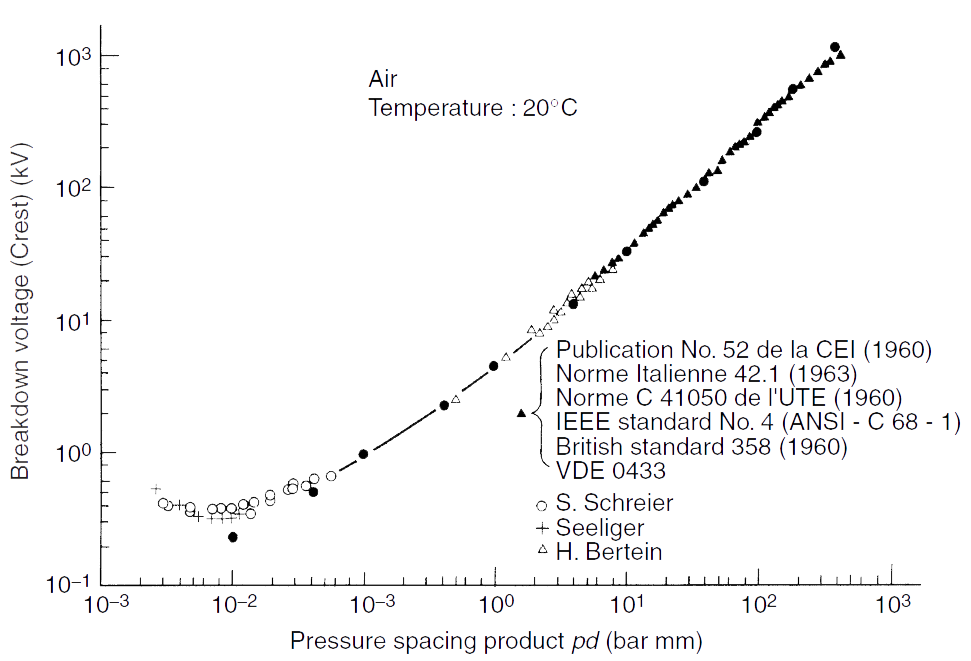 Air
Temperature : 20°C
Breakdown voltage (Crest) (kV)
10³
10²
10¹
10⁰
10⁻¹
Publication No. 52 de la CEI (1960)
Norme Italienne 42.1 (1963)
Norme C 41050 de l'UTE (1960)
IEEE standard No. 4 (ANSI - C 68 - 1)
British standard 358 (1960)
VDE 0433
S. Schreier
Seeliger
H. Bertein
10⁻³ 10⁻² 10⁻³ 10⁰ 10¹ 10² 10³
Pressure spacing product pd (bar mm)